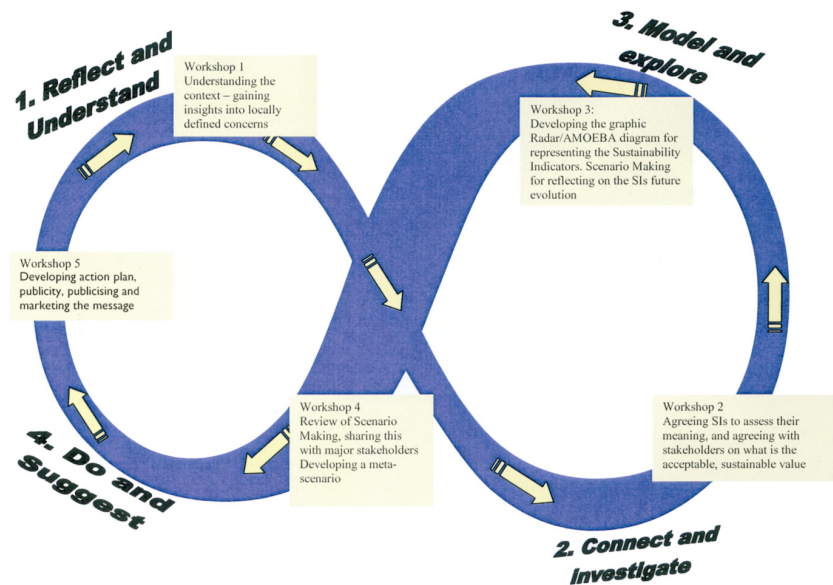 1. Reflect and
Understand
Workshop 1
Understanding the
context – gaining
insights into locally
defined concerns
3. Model and
explore
Workshop 3:
Developing the graphic
Radar/AMOEBA diagram for
representing the Sustainability
Indicators. Scenario Making
for reflecting on the SIs future
evolution
Workshop 5
Developing action plan,
publicity, publicising and
marketing the message
Workshop 4
Review of Scenario
Making, sharing this
with major stakeholders
Developing a meta-
scenario
Workshop 2
Agreeing SIs to assess their
meaning, and agreeing with
stakeholders on what is the
acceptable, sustainable value
4. Do and
Suggest
2. Connect and
investigate